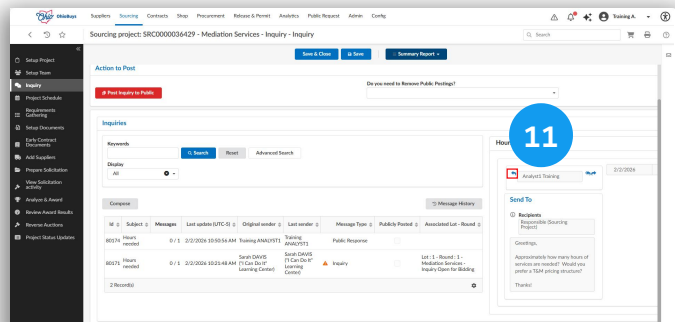 OhioBuys
Suppliers Sourcing Contracts Shop Procurement Release & Permit Analytics Public Request Admin Config
Training A.
Sourcing project: SRC0000036429 - Mediation Services - Inquiry - Inquiry
Search
Save & Close
Save
Summary Report
Setup Project
Setup Team
Inquiry
Project Schedule
Requirements
Gathering
Setup Documents
Early Contract
Documents
Add Suppliers
Prepare Solicitation
View Solicitation
activity
Analyze & Award
Review Award Results
Reverse Auctions
Project Status Updates
Action to Post
Post Inquiry to Public
Do you need to Remove Public Postings?
Inquiries
Keywords
Search
Reset
Advanced Search
Display
All
Compose
Message History
Id Subject Messages Last update (UTC-5) Original sender Last sender Message Type Publicly Posted Associated Lot - Round
80174 Hours needed 0 / 1 2/2/2026 10:50:56 AM Training ANALYST1 Training ANALYST1 Public Response
80171 Hours needed 0 / 1 2/2/2026 10:21:48 AM Sarah DAVIS ("I Can Do It" Learning Center) Sarah DAVIS ("I Can Do It" Learning Center) Inquiry Lot : 1 - Round : 1 - Mediation Services - Inquiry Open for Bidding
2 Record(s)
Hour
11
Analyst5 Training
2/2/2026
Send To
Recipients
Responsible (Sourcing
Project)
Greetings,
Approximately how many hours of
services are needed? Would you
prefer a T&M pricing structure?
Thanks!